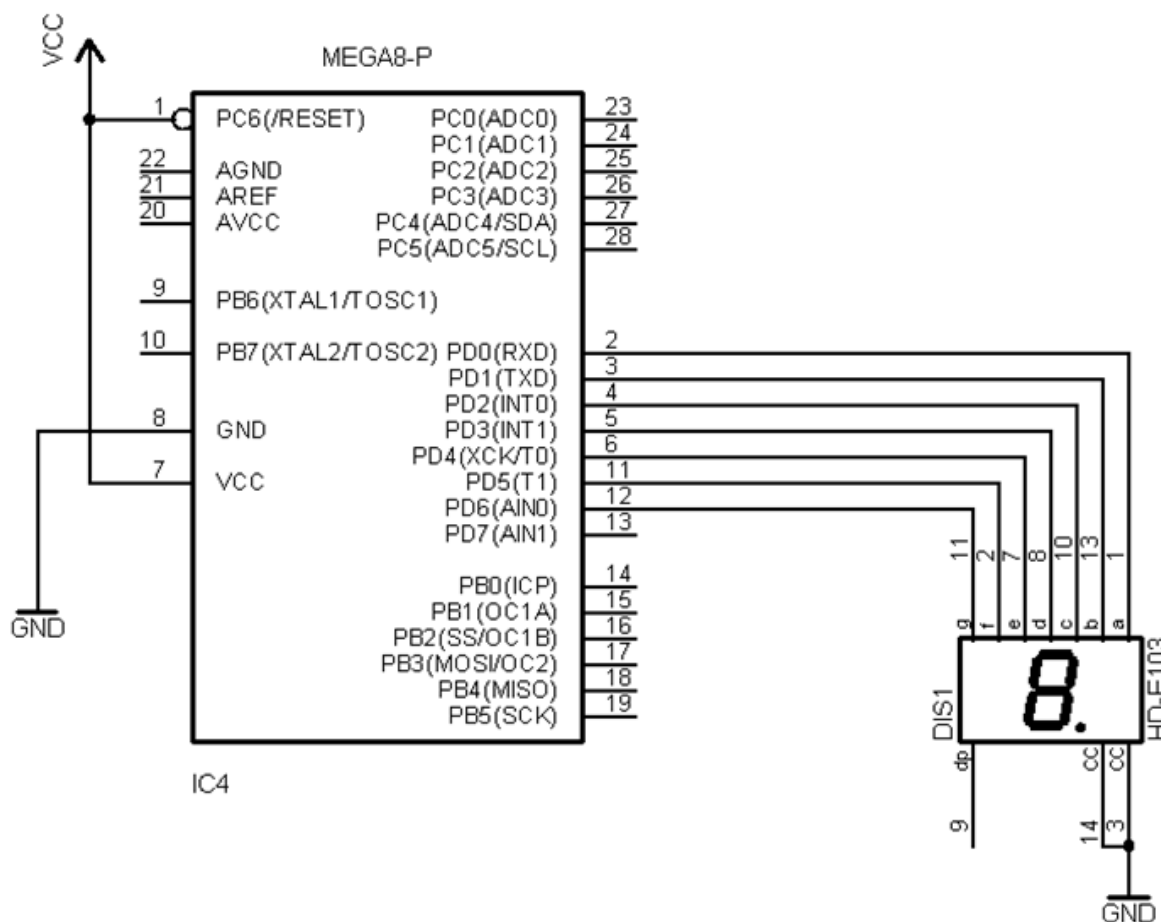 VCC
MEGA8-P
1 PC6(/RESET) PC0(ADC0) 23
PC1(ADC1) 24
22 AGND PC2(ADC2) 25
21 AREF PC3(ADC3) 26
20 AVCC PC4(ADC4/SDA) 27
PC5(ADC5/SCL) 28
9 PB6(XTAL1/TOSC1)
10 PB7(XTAL2/TOSC2) PD0(RXD) 2
PD1(TXD) 3
PD2(INT0) 4
8 GND PD3(INT1) 5
PD4(XCK/T0) 6
7 VCC PD5(T1) 11
PD6(AIN0) 12
PD7(AIN1) 13
11 2 7 8 10 13 1
PB0(ICP) 14
PB1(OC1A) 15
GND
g f e d c b a
PB2(SS/OC1B) 16
PB3(MOSI/OC2) 17
PB4(MISO) 18
PB5(SCK) 19
DIS1
8.
HD-E103
dp CC CC
IC4
9 14 3
GND